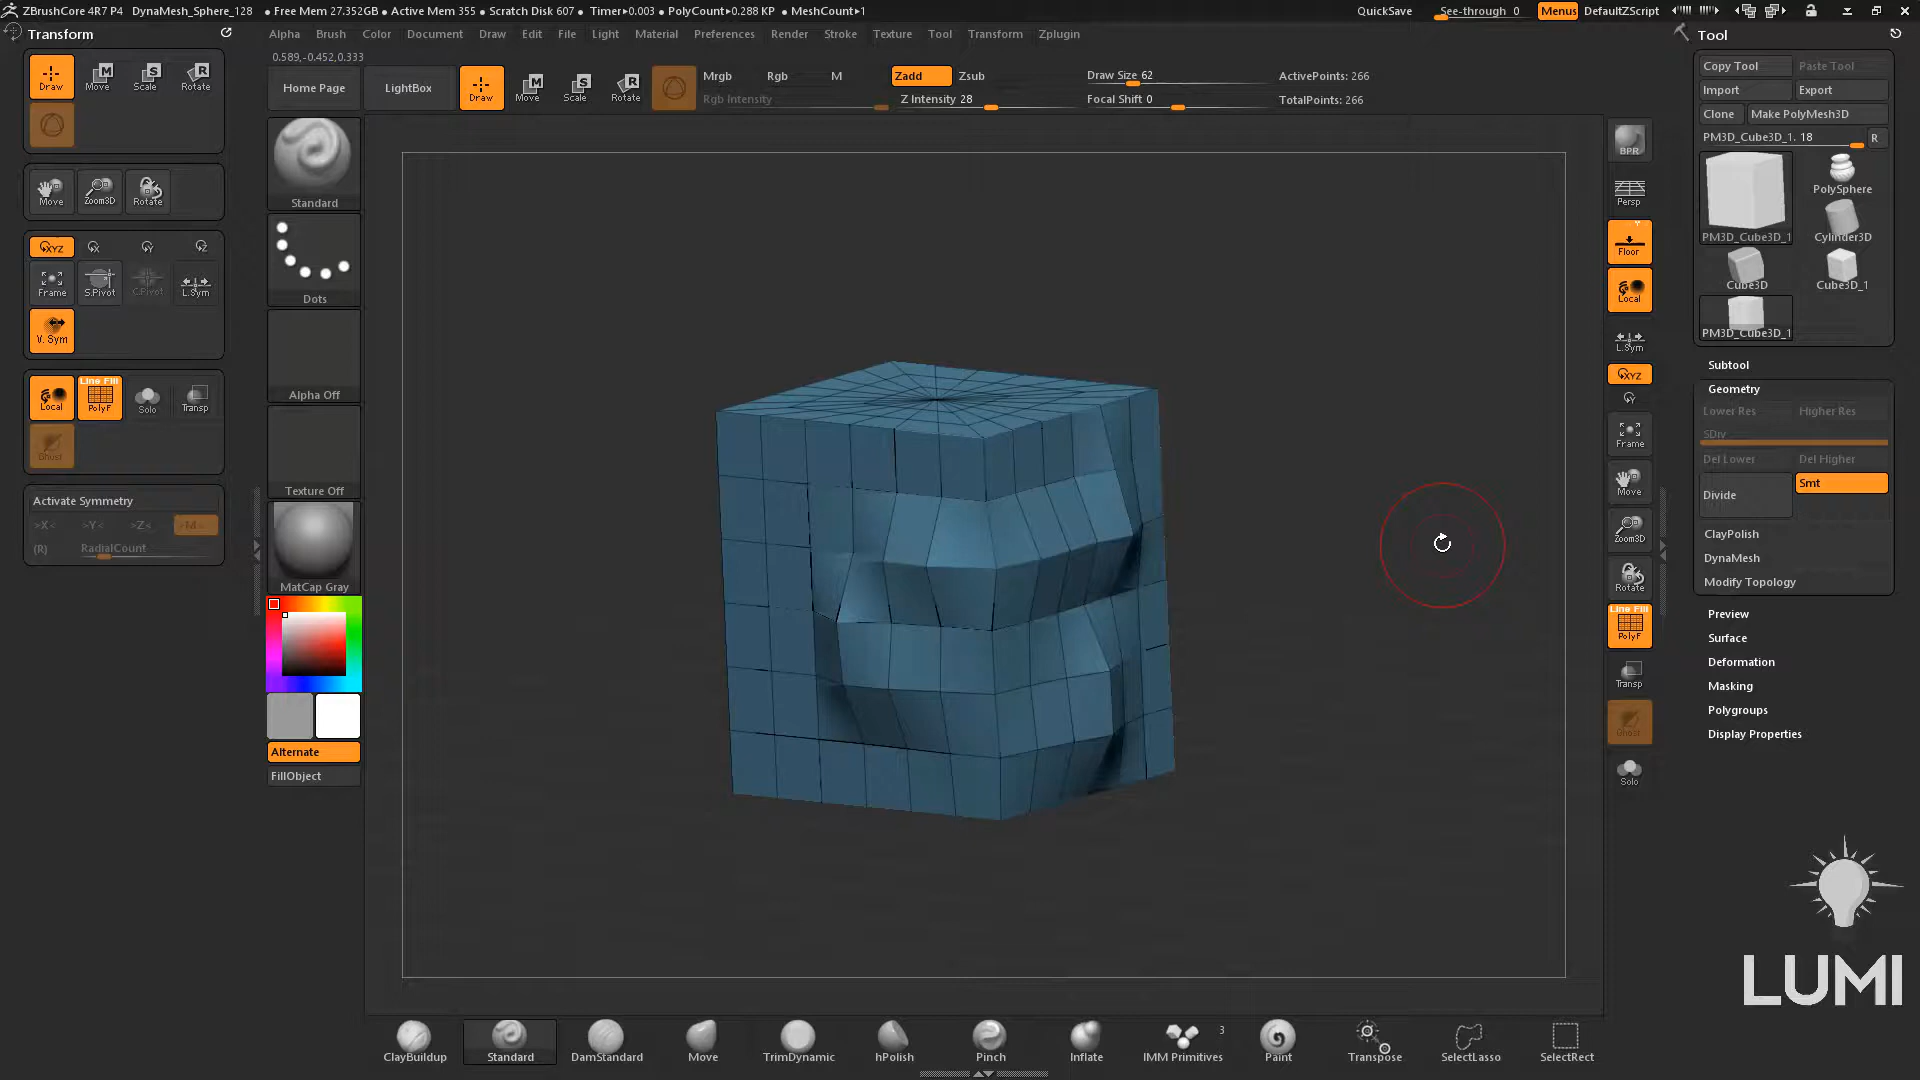 ZBrushCore 4R7 P4 DynaMesh_Sphere_128 • Free Mem 27.352GB • Active Mem 355 • Scratch Disk 607 • Timer▸0.003 • PolyCount▸0.288 KP • MeshCount▸1 QuickSave See-through 0 Menus DefaultZScript
Transform
Alpha Brush Color Document Draw Edit File Light Material Preferences Render Stroke Texture Tool Transform Zplugin
Tool
0.589,-0.452,0.333
Draw Move Scale Rotate
Home Page LightBox Draw Move Scale Rotate
Mrgb Rgb M Zadd Zsub Draw Size 62 ActivePoints: 266
Rgb Intensity Z Intensity 28 Focal Shift 0 TotalPoints: 266
Copy Tool Paste Tool
Import Export
Clone Make PolyMesh3D
PM3D_Cube3D_1. 18 R
PM3D_Cube3D_1 PolySphere
Cylinder3D
Cube3D Cube3D_1
PM3D_Cube3D_1
Move Zoom3D Rotate
XYZ X Y Z
Frame S.Pivot C.Pivot L.Sym
V. Sym
Local Line Fill PolyF Solo Transp
Ghost
Activate Symmetry
>X< >Y< >Z< >M<
(R) RadialCount
Standard
Dots
Alpha Off
Texture Off
MatCap Gray
Alternate
FillObject
BPR
Persp
Floor
Local
L.Sym
XYZ
Y
Frame
Move
Zoom3D
Rotate
Line Fill
PolyF
Transp
Ghost
Solo
Subtool
Geometry
Lower Res Higher Res
SDiv
Del Lower Del Higher
Divide Smt
ClayPolish
DynaMesh
Modify Topology
Preview
Surface
Deformation
Masking
Polygroups
Display Properties
LUMI
ClayBuildup Standard DamStandard Move TrimDynamic hPolish Pinch Inflate IMM Primitives 3 Paint Transpose SelectLasso SelectRect